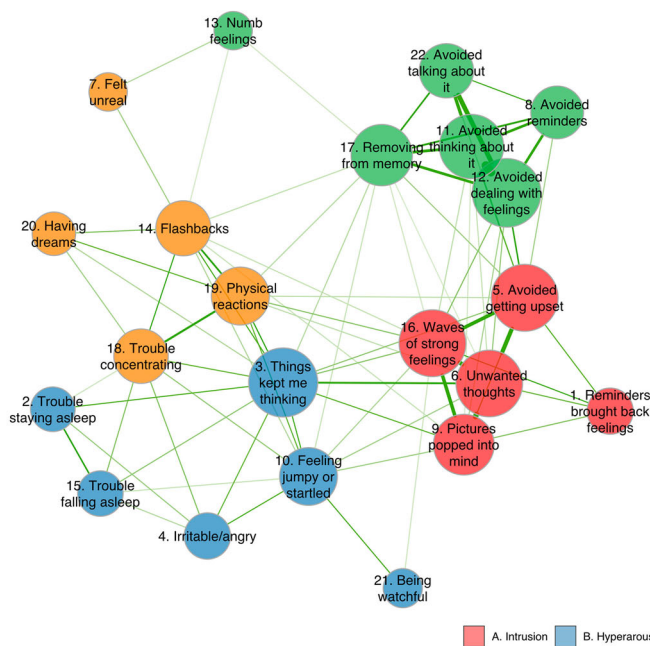 13. Numb
feelings
7. Felt
unreal
22. Avoided
talking about
it
8. Avoided
reminders
11. Avoided
thinking about
it
17. Removing
from memory
12. Avoided
dealing with
feelings
20. Having
dreams
14. Flashbacks
19. Physical
reactions
5. Avoided
getting upset
16. Waves
of strong
feelings
18. Trouble
concentrating
3. Things
kept me
thinking
6. Unwanted
thoughts
1. Reminders
brought back
feelings
2. Trouble
staying asleep
9. Pictures
popped into
mind
10. Feeling
jumpy or
startled
15. Trouble
falling asleep
4. Irritable/angry
21. Being
watchful
A. Intrusion
B. Hyperarous